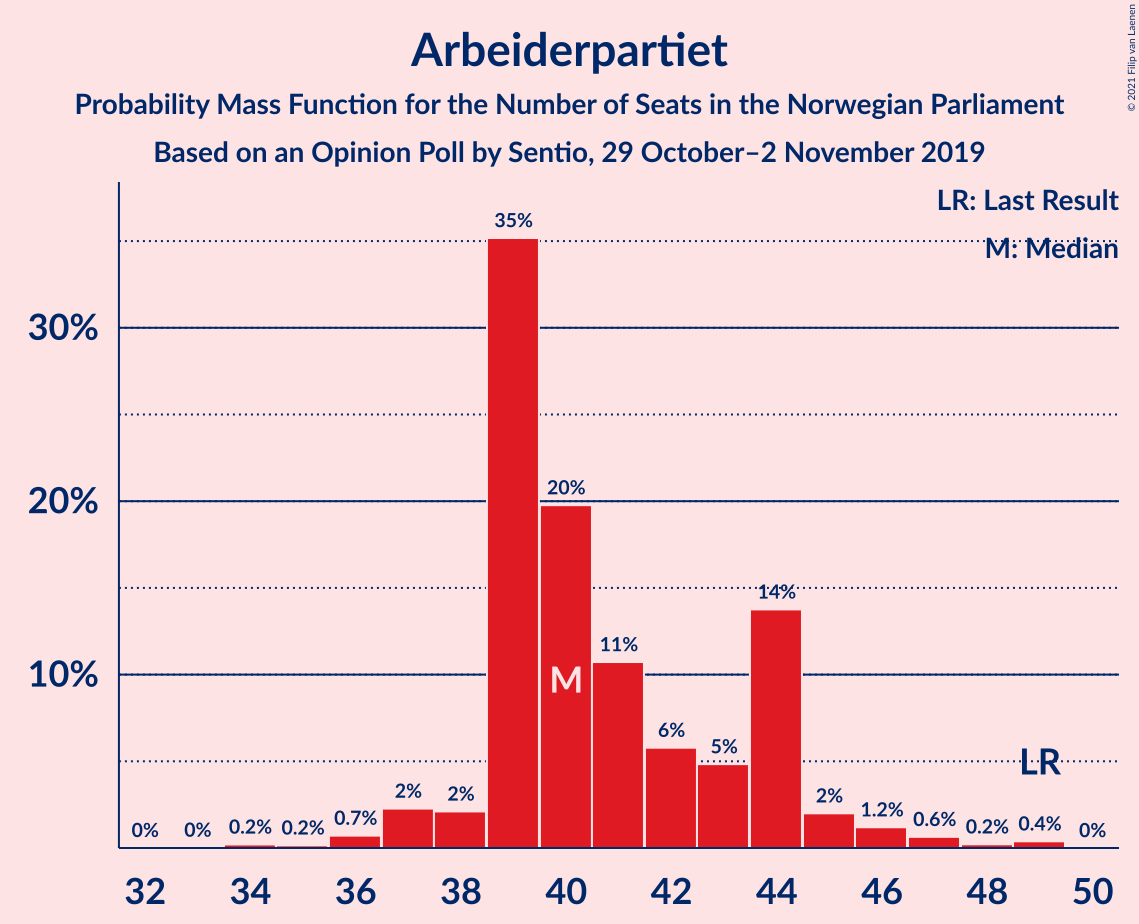 Arbeiderpartiet
Probability Mass Function for the Number of Seats in the Norwegian Parliament
Based on an Opinion Poll by Sentio, 29 October–2 November 2019
© 2021 Filip van Laenen
LR: Last Result
M: Median
35%
30%
20%
20%
14%
11%
10%
M
6%
5%
LR
2%
2%
2%
1.2%
0.7%
0.6%
0.4%
0.2%
0.2%
0.2%
0%
0%
0%
32 34 36 38 40 42 44 46 48 50